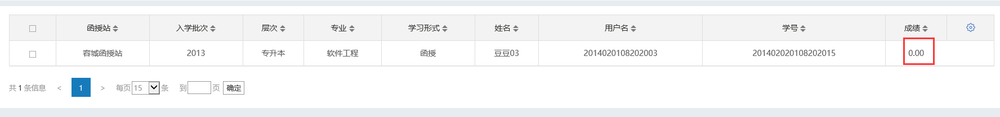 函授站 入学批次 层次 专业 学习形式 姓名 用户名 学号 成绩
容城函授站 2013 专升本 软件工程 函授 豆豆03 2014020108202003 201402020108202015 0.00
共 1 条信息 < 1 > 每页 15 条 到 页 确定